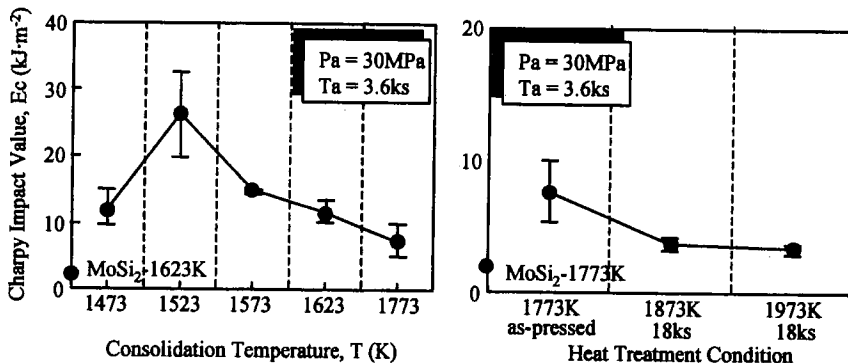 Charpy Impact Value, Ec (kJ·m⁻²)
40
30
20
10
0
Pa = 30MPa
Ta = 3.6ks
MoSi₂-1623K
1473 1523 1573 1623 1773
Consolidation Temperature, T (K)
20
10
0
Pa = 30MPa
Ta = 3.6ks
MoSi₂-1773K
1773K 1873K 1973K
as-pressed 18ks 18ks
Heat Treatment Condition